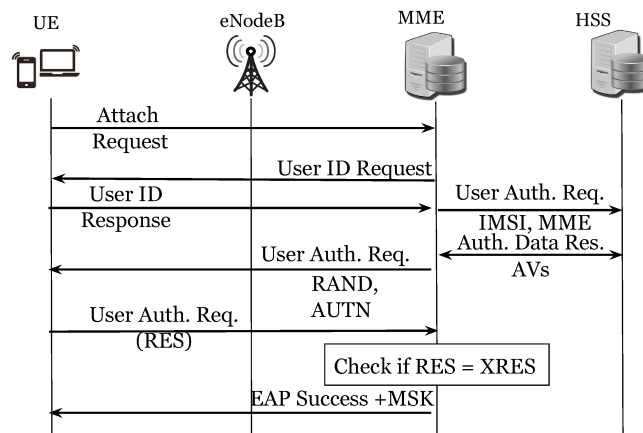 UE
eNodeB
MME
HSS
Attach
Request
User ID Request
User ID
Response
User Auth. Req.
IMSI, MME
Auth. Data Res.
AVs
User Auth. Req.
RAND,
AUTN
User Auth. Req.
(RES)
Check if RES = XRES
EAP Success +MSK